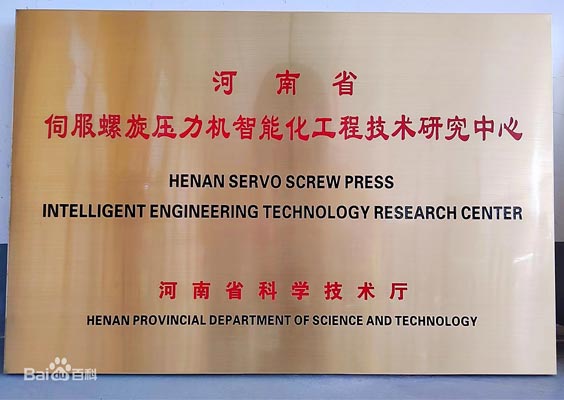 河南省
伺服螺旋压力机智能化工程技术研究中心
HENAN SERVO SCREW PRESS
INTELLIGENT ENGINEERING TECHNOLOGY RESEARCH CENTER
河南省科学技术厅
HENAN PROVINCIAL DEPARTMENT OF SCIENCE AND TECHNOLOGY
Bai百科